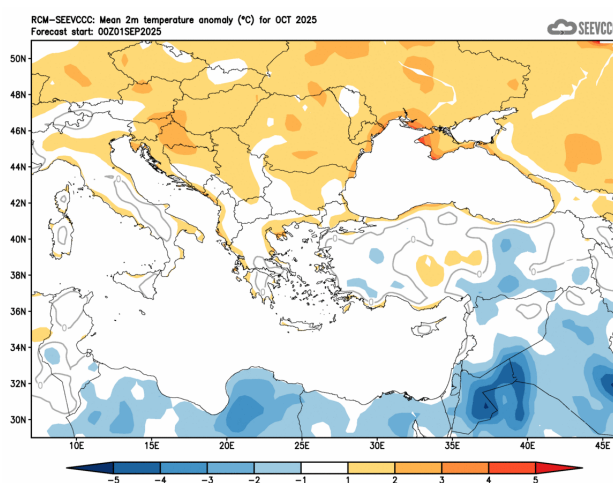 RCM-SEEVCCC: Mean 2m temperature anomaly (°C) for OCT 2025
Forecast start: 00Z01SEP2025
SEEVCCC
50N
48N
46N
44N
42N
40N
38N
36N
34N
32N
30N
10E 15E 20E 25E 30E 35E 40E 45E
-5 -4 -3 -2 -1 1 2 3 4 5